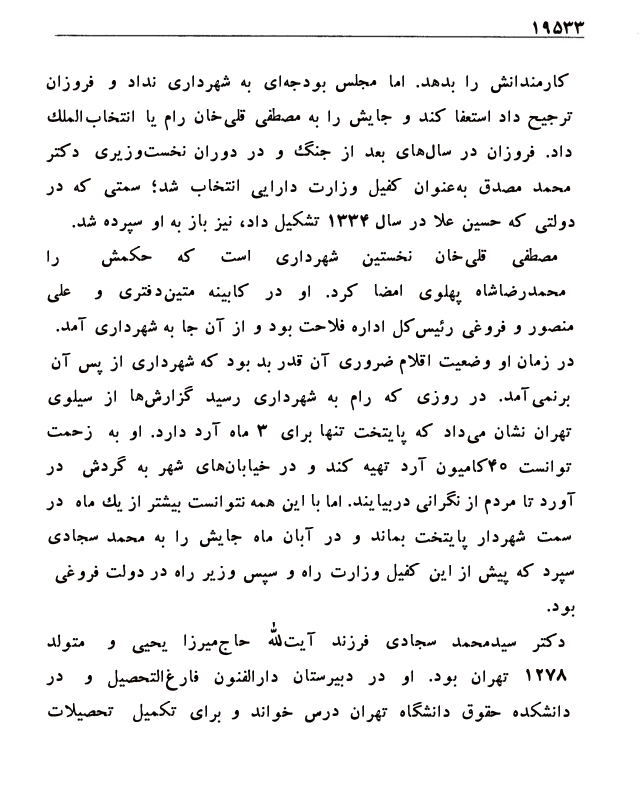 ۱۹۵۳۳
کارمندانش را بدهد. اما مجلس بودجه‌ای به شهرداری نداد و فروزان
ترجیح داد استعفا کند و جایش را به مصطفی قلی‌خان رام یا انتخاب‌الملک
داد. فروزان در سال‌های بعد از جنگ و در دوران نخست‌وزیری دکتر
محمد مصدق به‌عنوان کفیل وزارت دارایی انتخاب شد؛ سمتی که در
دولتی که حسین علا در سال ۱۳۳۴ تشکیل داد، نیز باز به او سپرده شد.
مصطفی قلی‌خان نخستین شهرداری است که حکمش را
محمدرضاشاه پهلوی امضا کرد. او در کابینه متین‌دفتری و علی
منصور و فروغی رئیس‌کل اداره فلاحت بود و از آن جا به شهرداری آمد.
در زمان او وضعیت اقلام ضروری آن قدر بد بود که شهرداری از پس آن
برنمی‌آمد. در روزی که رام به شهرداری رسید گزارش‌ها از سیلوی
تهران نشان می‌داد که پایتخت تنها برای ۳ ماه آرد دارد. او به زحمت
توانست ۴۰کامیون آرد تهیه کند و در خیابان‌های شهر به گردش در
آورد تا مردم از نگرانی دربیایند. اما با این همه نتوانست بیشتر از یك ماه در
سمت شهردار پایتخت بماند و در آبان ماه جایش را به محمد سجادی
سپرد که پیش از این کفیل وزارت راه و سپس وزیر راه در دولت فروغی
بود.
دکتر سیدمحمد سجادی فرزند آیت‌الله حاج‌میرزا یحیی و متولد
۱۲۷۸ تهران بود. او در دبیرستان دارالفنون فارغ‌التحصیل و در
دانشکده حقوق دانشگاه تهران درس خواند و برای تکمیل تحصیلات